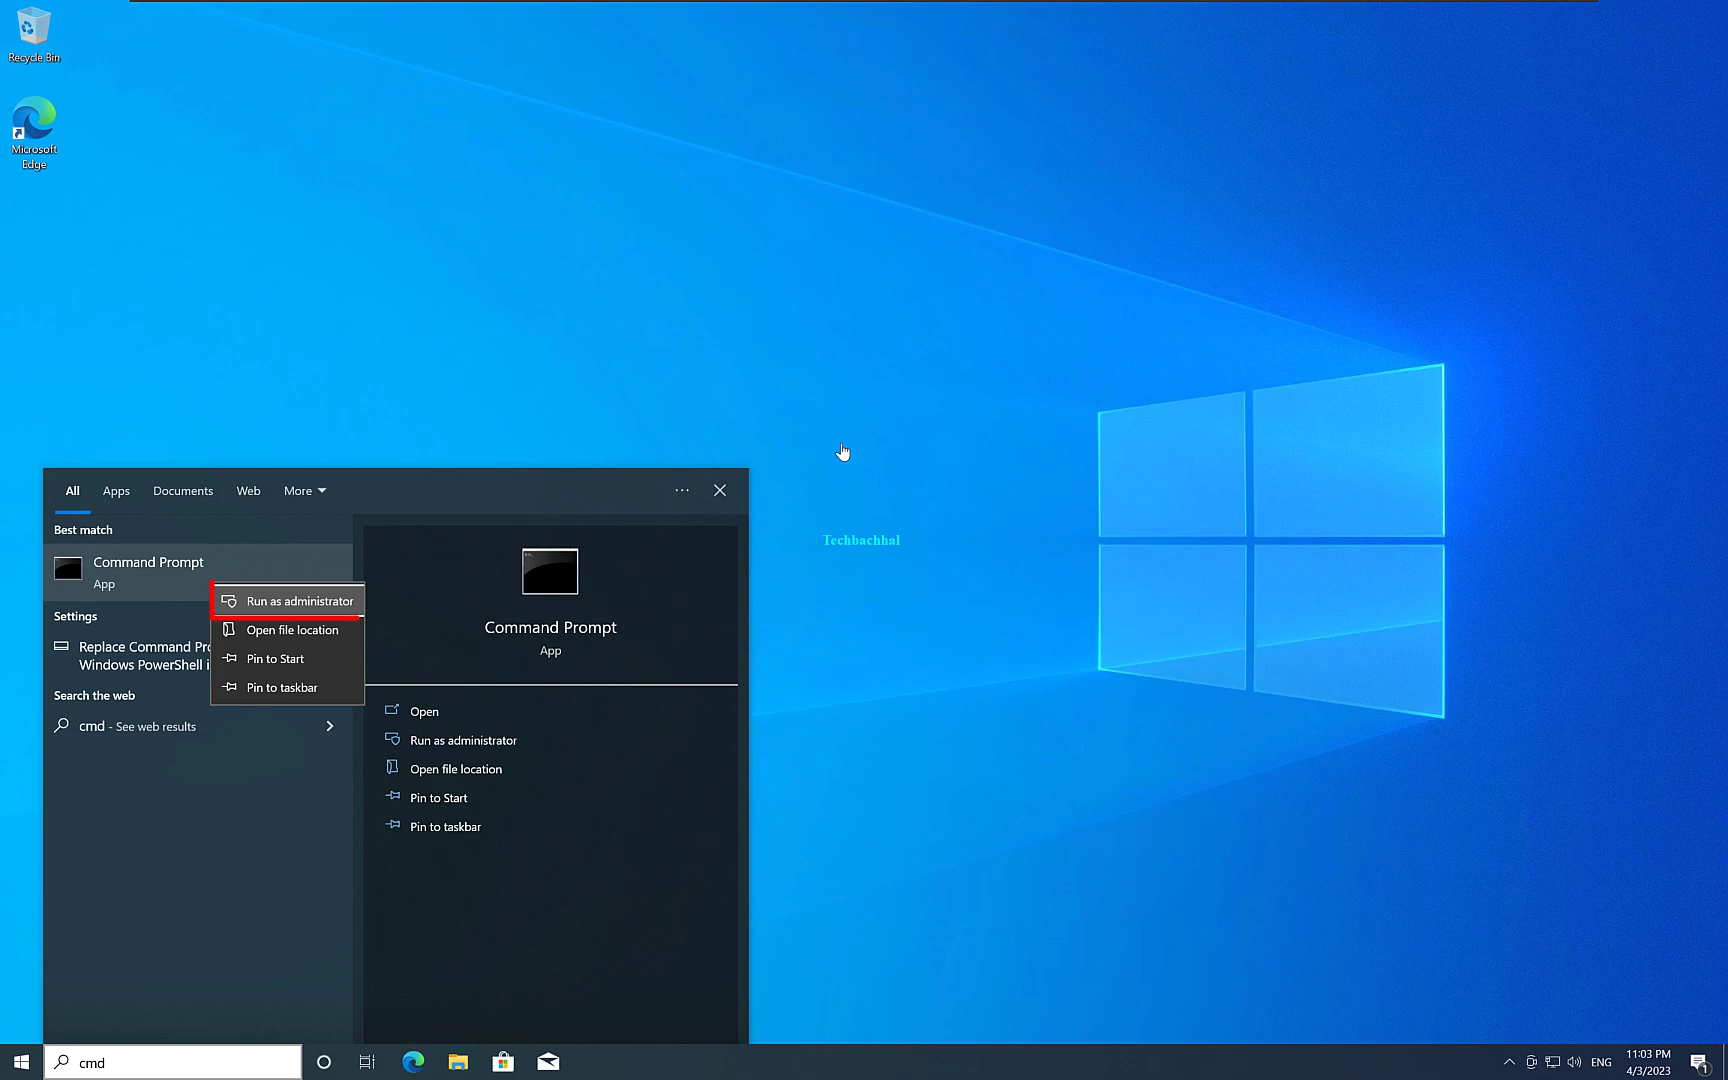 Recycle Bin
Microsoft
Edge
Techbachhal
All Apps Documents Web More
Best match
Command Prompt
App
Run as administrator
Open file location
Pin to Start
Pin to taskbar
Settings
Replace Command Pro
Windows PowerShell i
Search the web
cmd - See web results
Command Prompt
App
Open
Run as administrator
Open file location
Pin to Start
Pin to taskbar
cmd
ENG
11:03 PM
4/3/2023
1